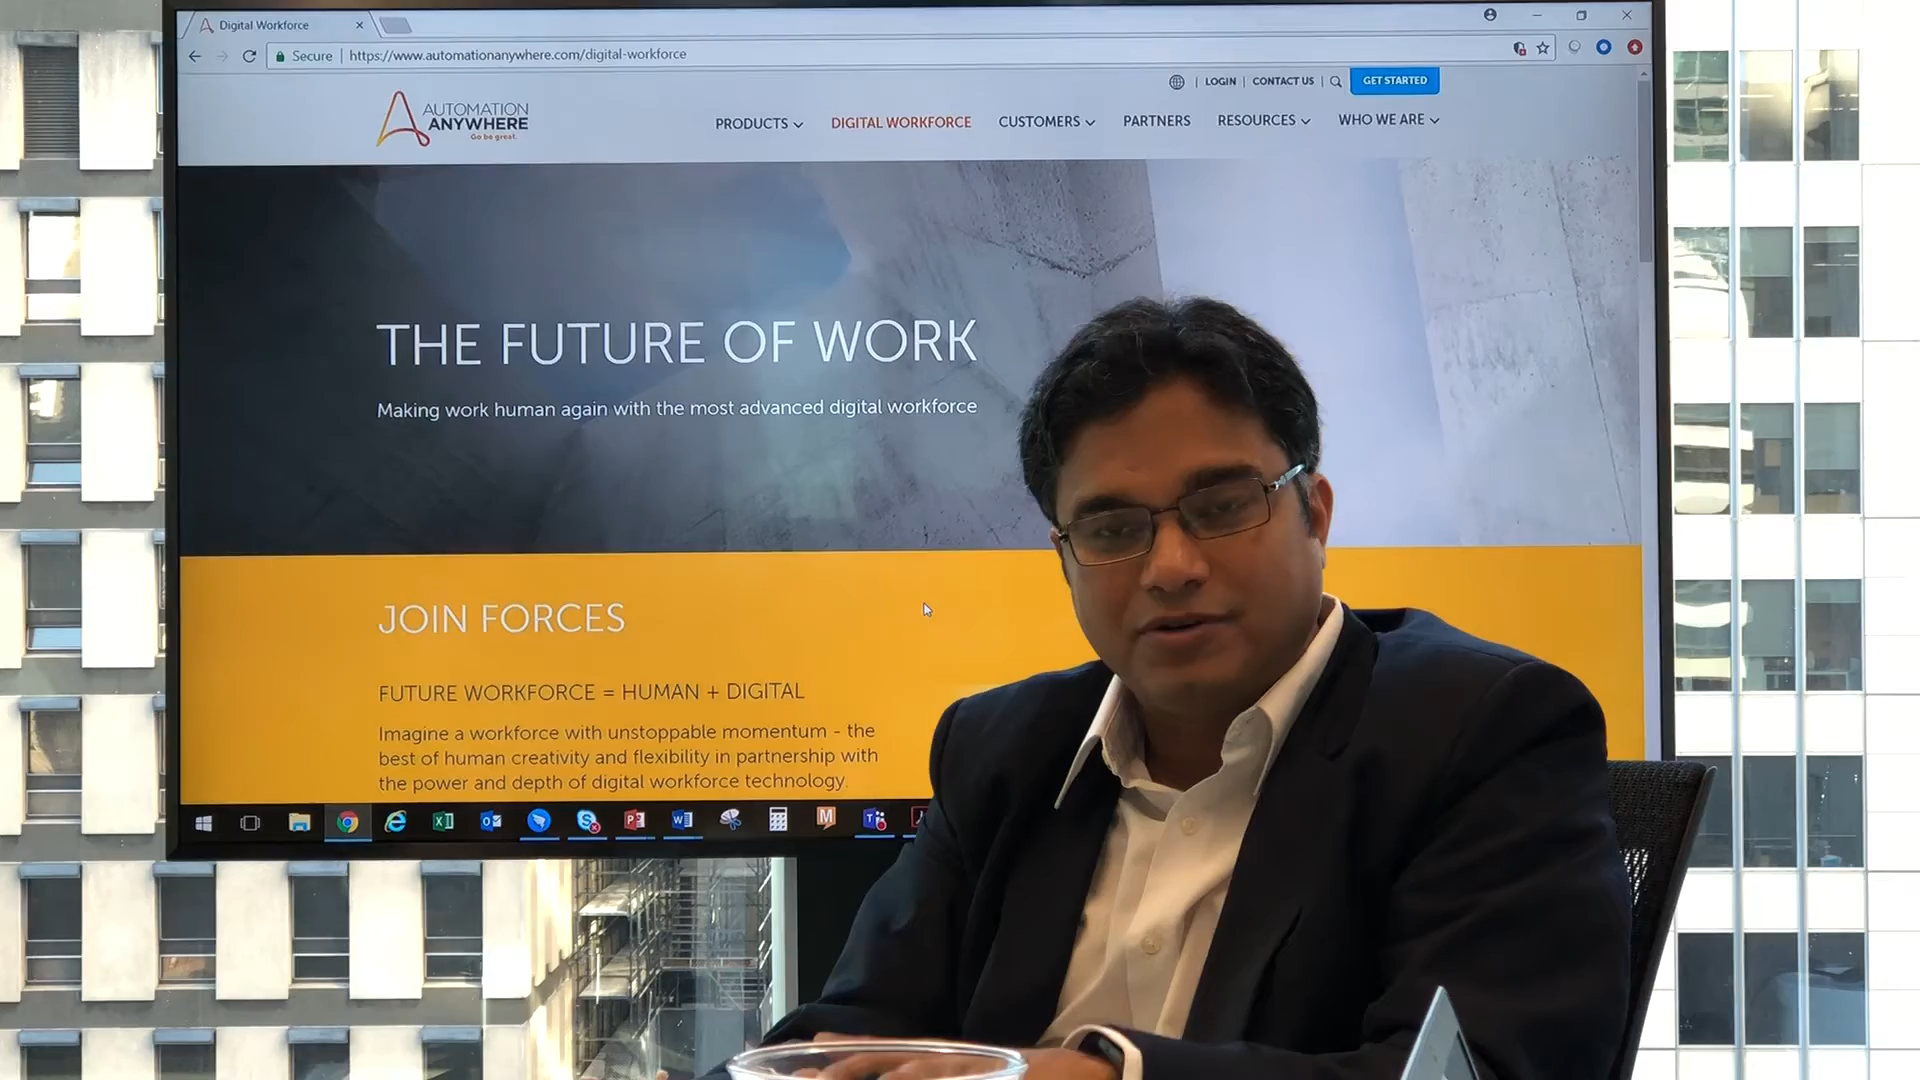 Digital Workforce
Secure | https://www.automationanywhere.com/digital-workforce
LOGIN | CONTACT US | GET STARTED
AUTOMATION
ANYWHERE
Go be great.
PRODUCTS DIGITAL WORKFORCE CUSTOMERS PARTNERS RESOURCES WHO WE ARE
THE FUTURE OF WORK
Making work human again with the most advanced digital workforce
JOIN FORCES
FUTURE WORKFORCE = HUMAN + DIGITAL
Imagine a workforce with unstoppable momentum - the
best of human creativity and flexibility in partnership with
the power and depth of digital workforce technology.